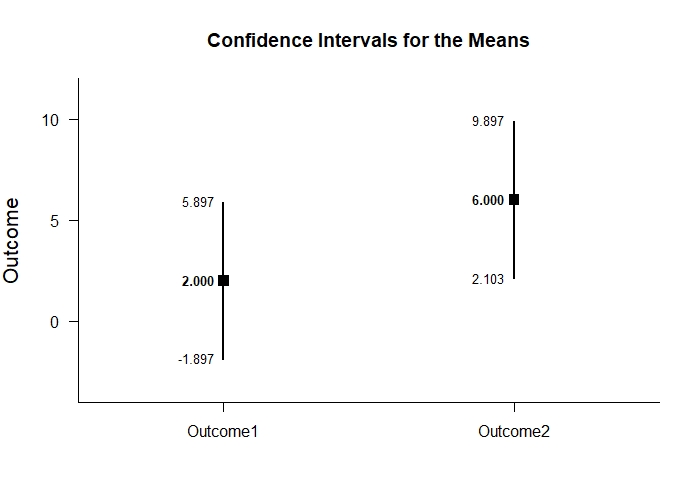 Confidence Intervals for the Means
Outcome
10
5
0
9.897
5.897
6.000
2.000
2.103
-1.897
Outcome1
Outcome2